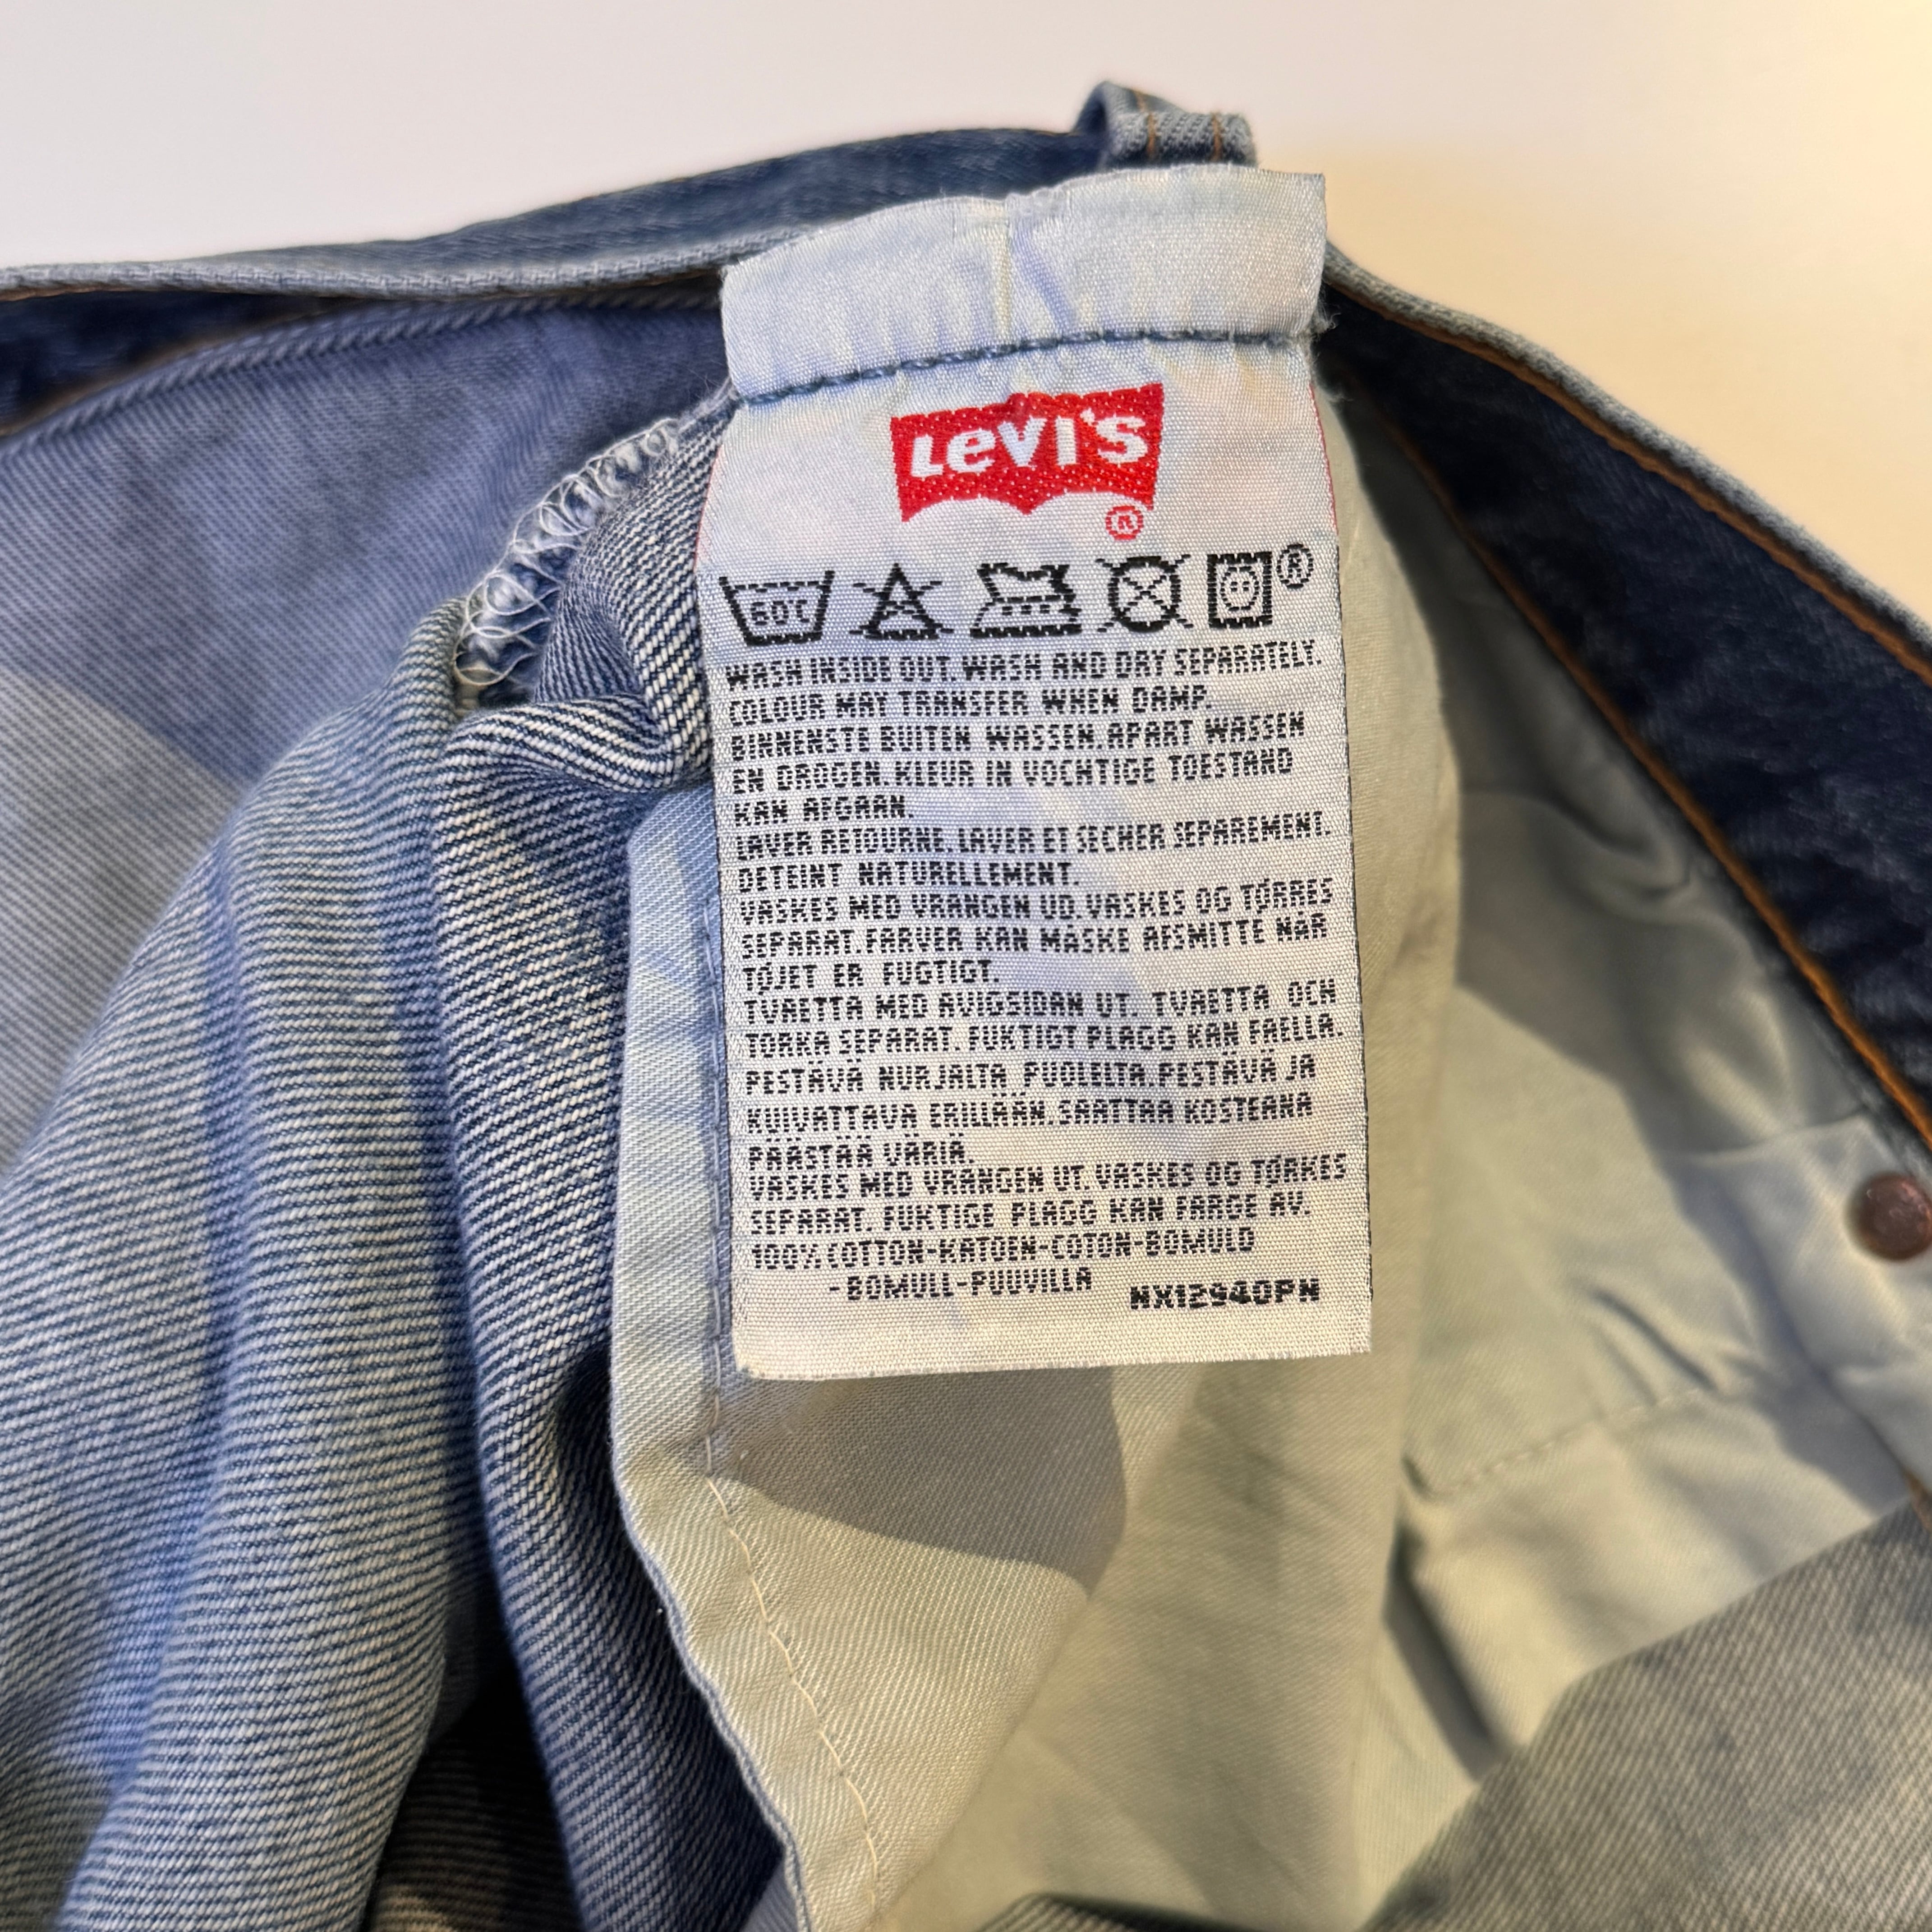 Levi's
®
60C ®
WASH INSIDE OUT. WASH AND DRY SEPARATELY.
COLOUR MAY TRANSFER WHEN DAMP.
BINNENSTE BUITEN WASSEN. APART WASSEN
EN DROGEN. KLEUR IN VOCHTIGE TOESTAND
KAN AFGAAN.
LAVER RETOURNE. LAVER ET SECHER SEPAREMENT.
DETEINT NATURELLEMENT.
VASKES MED VRANGEN UD. VASKES OG TØRRES
SEPARAT. FARVER KAN MASKE AFSMITTE NAR
TØJET ER FUGTIGT.
TVAETTA MED AVIGSIDAN UT. TVAETTA OCH
TORKA SEPARAT. FUKTIGT PLAGG KAN FAELLA.
PESTÄVÄ NURJALTA PUOLELTA. PESTÄVÄ JA
KUIVATTAVA ERILLÄÄN. SAATTAA KOSTEANA
PÄÄSTÄÄ VÄRIÄ.
VASKES MED VRANGEN UT. VASKES OG TØRKES
SEPARAT. FUKTIGE PLAGG KAN FARGE AV.
100% COTTON-KATOEN-COTON-BOMULD
-BOMULL-PUUVILLA NX12940PN